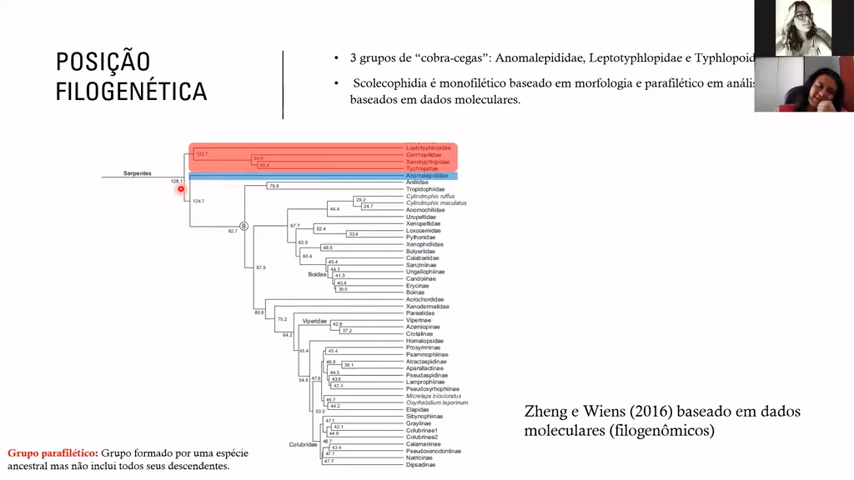 POSIÇÃO
FILOGENÉTICA
• 3 grupos de “cobra-cegas”: Anomalepididae, Leptotyphlopidae e Typhlopoid
• Scolecophidia é monofilético baseado em morfologia e parafilético em anális
baseados em dados moleculares.
Leptotyphlopidae
Gerrhopilidae
Xenotyphlopidae
Typhlopidae
Serpentes
Anomalepididae
Aniliidae
Tropidophiidae
Cylindrophis ruffus
Cylindrophis maculatus
Anomochilidae
Uropeltidae
Xenopeltidae
Loxocemidae
Pythonidae
Xenophidiidae
Bolyeriidae
Calabariidae
Sanziniinae
Ungaliophiinae
Boidae
Candoiinae
Erycinae
Boinae
Acrochordidae
Xenodermatidae
Pareatidae
Viperidae
Viperinae
Azemiopinae
Crotalinae
Homalopsidae
Prosymninae
Psammophiinae
Atractaspidinae
Aparallactinae
Pseudaspidinae
Lamprophiinae
Pseudoxyrhophiinae
Micrelaps bicoloratus
Oxyrhabdium leporinum
Elapidae
Sibynophiinae
Grayiinae
Colubrinae1
Colubrinae2
Colubridae
Calamariinae
Pseudoxenodontinae
Natricinae
Dipsadinae
Zheng e Wiens (2016) baseado em dados
moleculares (filogenômicos)
Grupo parafilético: Grupo formado por uma espécie
ancestral mas não inclui todos seus descendentes.